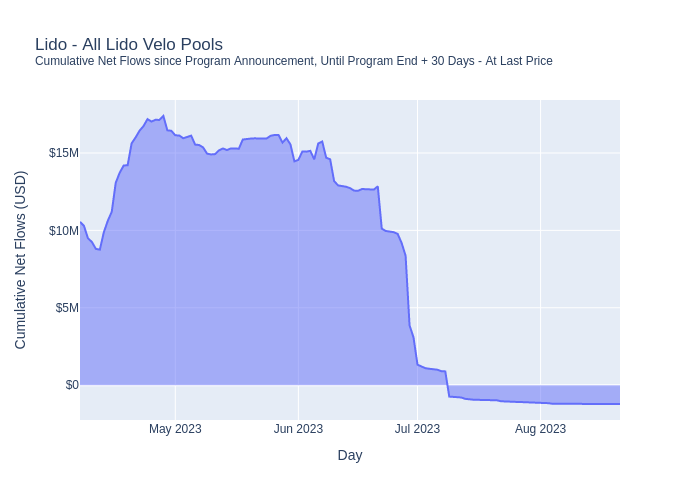 Lido - All Lido Velo Pools
Cumulative Net Flows since Program Announcement, Until Program End + 30 Days - At Last Price
Cumulative Net Flows (USD)
$15M
$10M
$5M
$0
May 2023
Jun 2023
Jul 2023
Aug 2023
Day